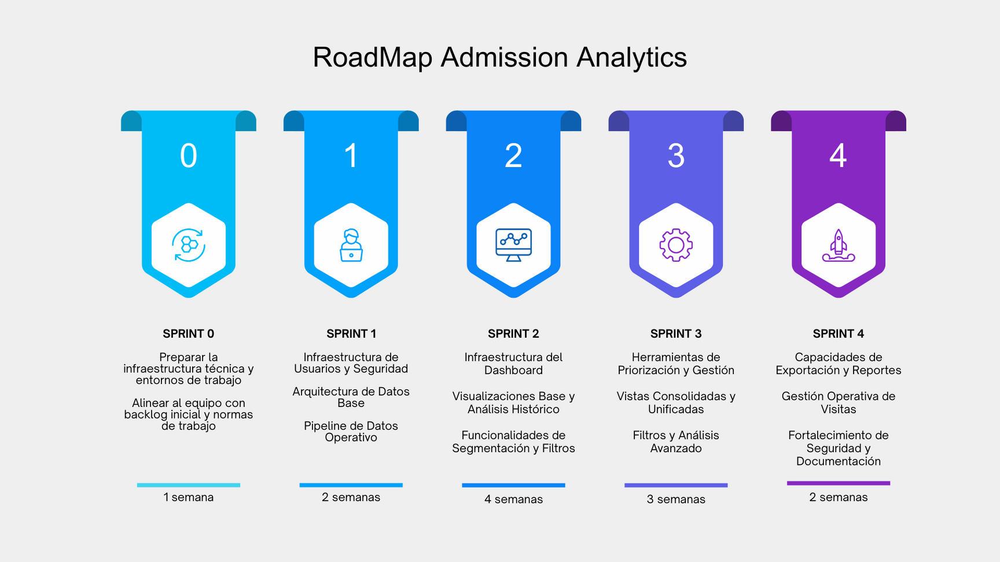 RoadMap Admission Analytics
0
1
2
3
4
SPRINT 0
Preparar la
infraestructura técnica y
entornos de trabajo
Alinear al equipo con
backlog inicial y normas
de trabajo
1 semana
SPRINT 1
Infraestructura de
Usuarios y Seguridad
Arquitectura de Datos
Base
Pipeline de Datos
Operativo
2 semanas
SPRINT 2
Infraestructura del
Dashboard
Visualizaciones Base y
Análisis Histórico
Funcionalidades de
Segmentación y Filtros
4 semanas
SPRINT 3
Herramientas de
Priorización y Gestión
Vistas Consolidadas y
Unificadas
Filtros y Análisis
Avanzado
3 semanas
SPRINT 4
Capacidades de
Exportación y Reportes
Gestión Operativa de
Visitas
Fortalecimiento de
Seguridad y
Documentación
2 semanas